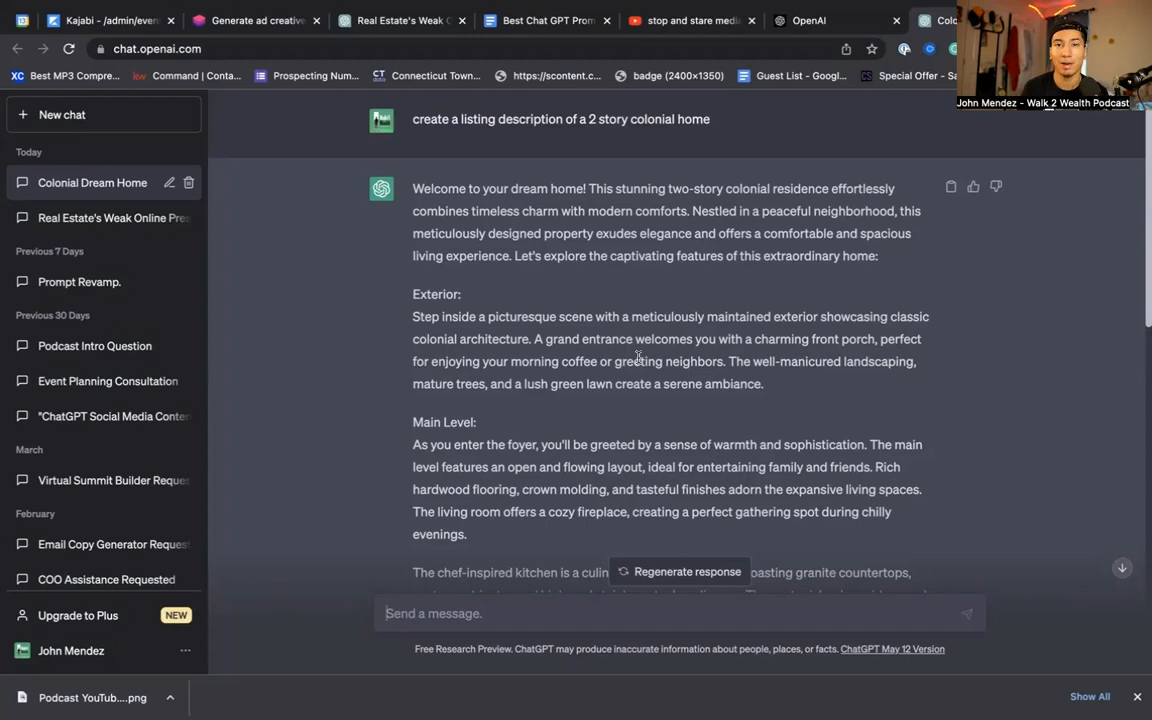 Kajabi - /admin/even
Generate ad creative
Real Estate's Weak O
Best Chat GPT Prom
stop and stare medi
OpenAI
Colo
chat.openai.com
Best MP3 Compre...
Command | Conta...
Prospecting Num...
Connecticut Town...
https://scontent.c...
badge (2400×1350)
Guest List - Googl...
Special Offer - Sa
John Mendez - Walk 2 Wealth Podcast
New chat
Today
Colonial Dream Home
Real Estate's Weak Online Pres
Previous 7 Days
Prompt Revamp.
Previous 30 Days
Podcast Intro Question
Event Planning Consultation
"ChatGPT Social Media Conten
March
Virtual Summit Builder Reques
February
Email Copy Generator Request
COO Assistance Requested
Upgrade to Plus
NEW
John Mendez
create a listing description of a 2 story colonial home
Welcome to your dream home! This stunning two-story colonial residence effortlessly
combines timeless charm with modern comforts. Nestled in a peaceful neighborhood, this
meticulously designed property exudes elegance and offers a comfortable and spacious
living experience. Let's explore the captivating features of this extraordinary home:
Exterior:
Step inside a picturesque scene with a meticulously maintained exterior showcasing classic
colonial architecture. A grand entrance welcomes you with a charming front porch, perfect
for enjoying your morning coffee or greeting neighbors. The well-manicured landscaping,
mature trees, and a lush green lawn create a serene ambiance.
Main Level:
As you enter the foyer, you'll be greeted by a sense of warmth and sophistication. The main
level features an open and flowing layout, ideal for entertaining family and friends. Rich
hardwood flooring, crown molding, and tasteful finishes adorn the expansive living spaces.
The living room offers a cozy fireplace, creating a perfect gathering spot during chilly
evenings.
The chef-inspired kitchen is a culin
oasting granite countertops,
Regenerate response
Send a message.
Free Research Preview. ChatGPT may produce inaccurate information about people, places, or facts. ChatGPT May 12 Version
Podcast YouTub....png
Show All